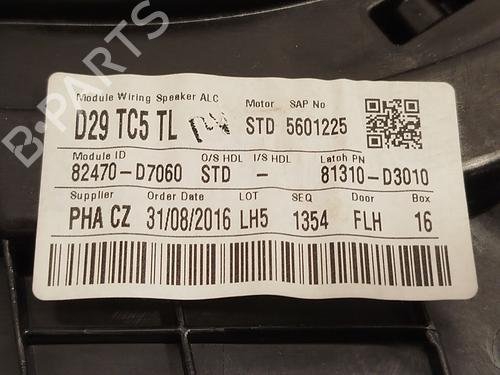 B-PARTS
Module Wiring Speaker ALC Motor SAP No
D29 TC5 TL STD 5601225
Module ID O/S HDL I/S HDL Latch PN
82470-D7060 STD - 81310-D3010
Supplier Order Date LOT SEQ Door Box
PHA CZ 31/08/2016 LH5 1354 FLH 16